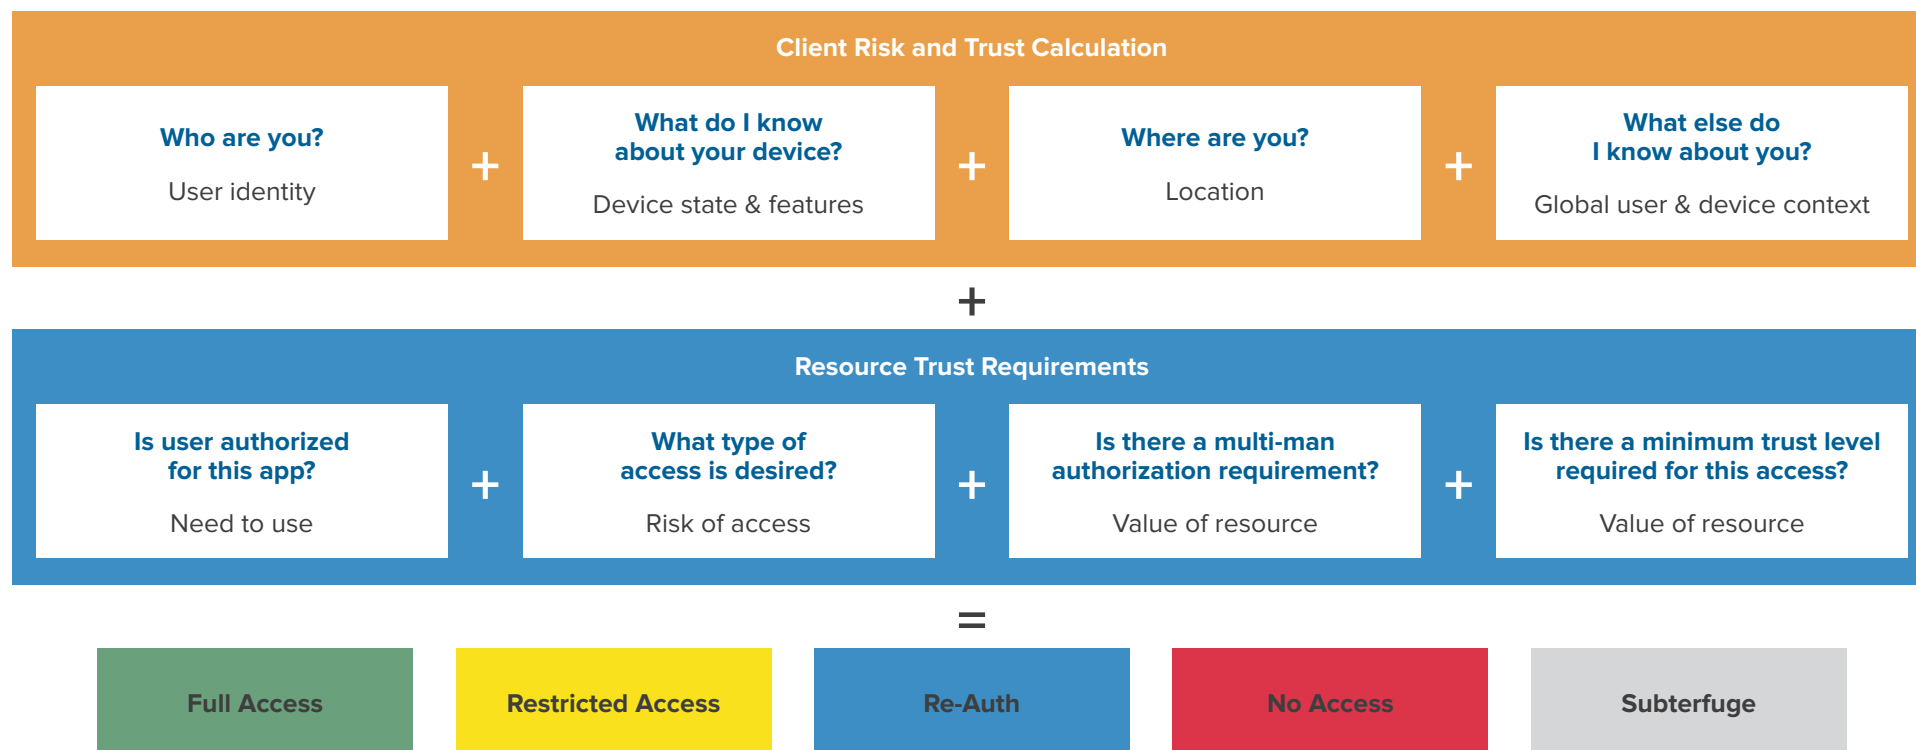 Client Risk and Trust Calculation
Who are you?
User identity
+
What do I know
about your device?
Device state & features
+
Where are you?
Location
+
What else do
I know about you?
Global user & device context
+
Resource Trust Requirements
Is user authorized
for this app?
Need to use
+
What type of
access is desired?
Risk of access
+
Is there a multi-man
authorization requirement?
Value of resource
+
Is there a minimum trust level
required for this access?
Value of resource
=
Full Access
Restricted Access
Re-Auth
No Access
Subterfuge